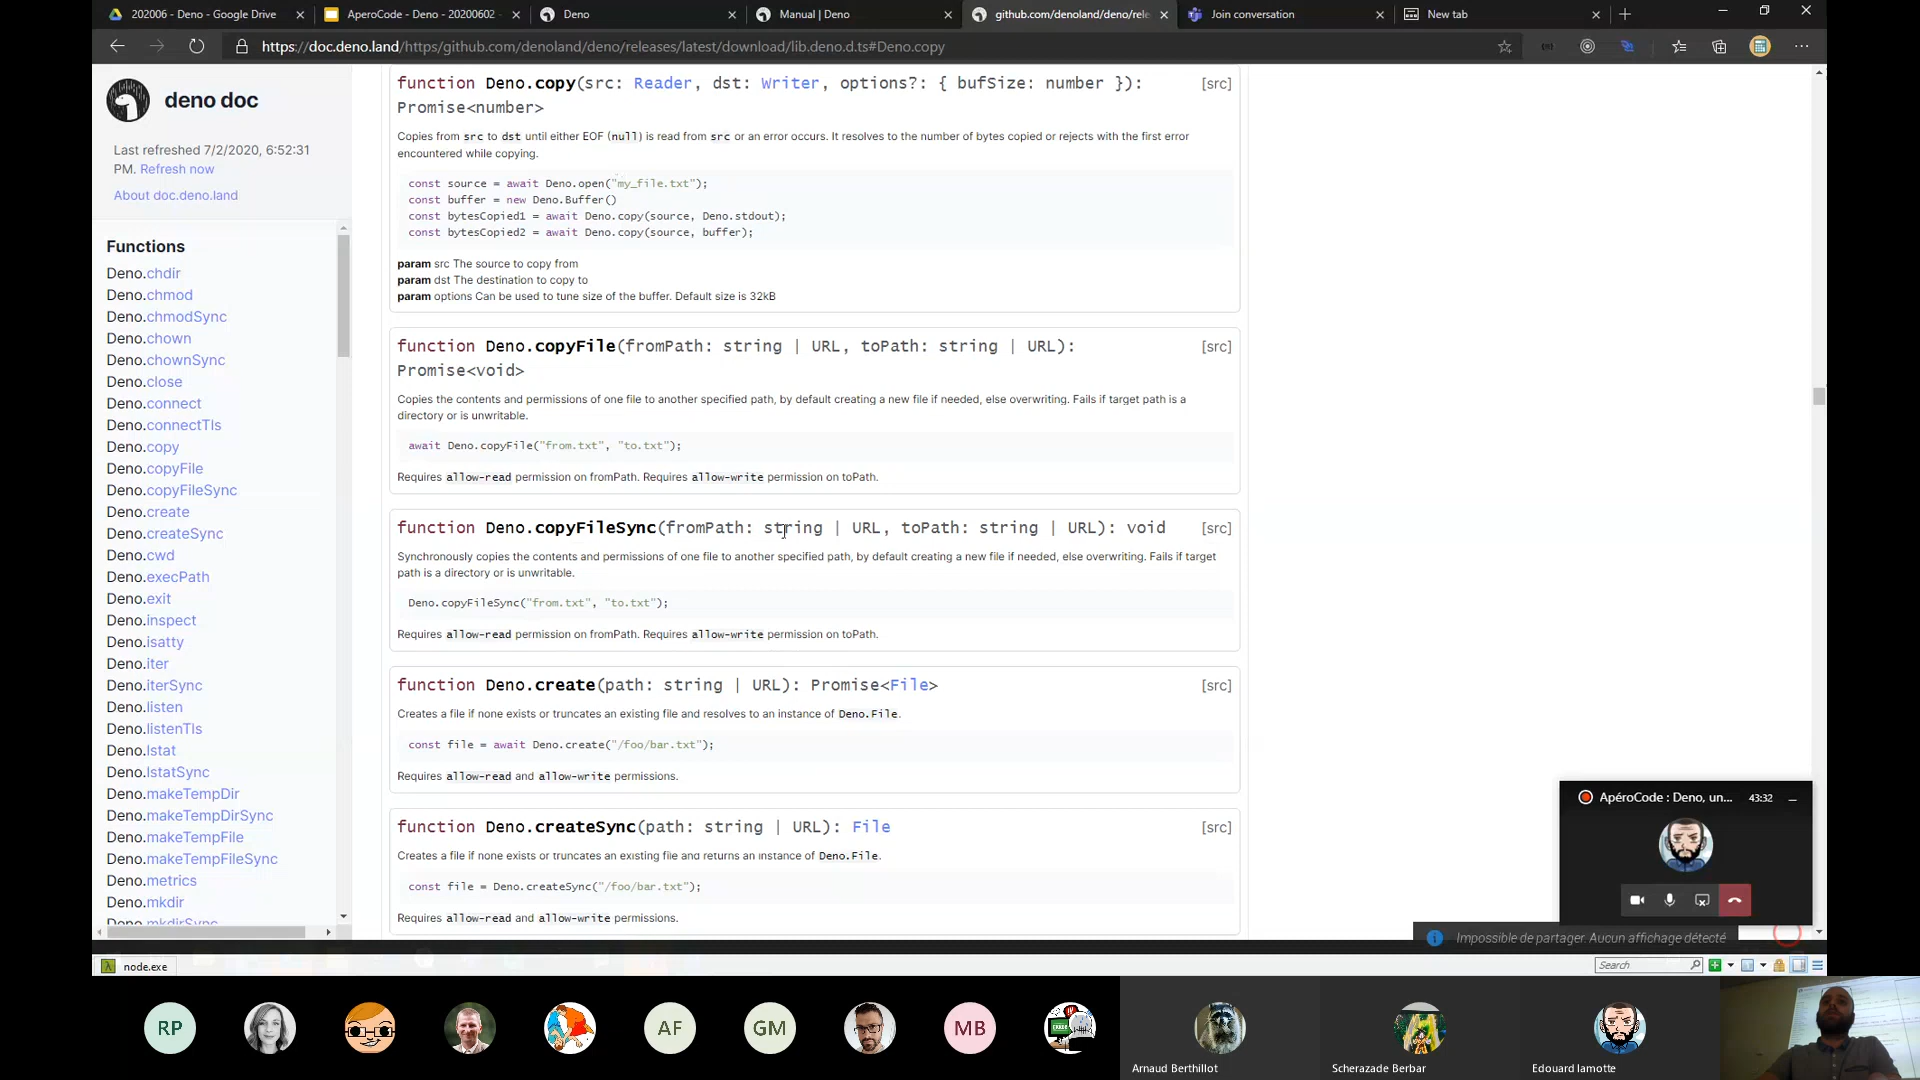 202006 - Deno - Google Drive
AperoCode - Deno - 20200602 -
Deno
Manual | Deno
github.com/denoland/deno/rele
Join conversation
New tab
https://doc.deno.land/https/github.com/denoland/deno/releases/latest/download/lib.deno.d.ts#Deno.copy
deno doc
Last refreshed 7/2/2020, 6:52:31
PM. Refresh now
About doc.deno.land
Functions
Deno.chdir
Deno.chmod
Deno.chmodSync
Deno.chown
Deno.chownSync
Deno.close
Deno.connect
Deno.connectTls
Deno.copy
Deno.copyFile
Deno.copyFileSync
Deno.create
Deno.createSync
Deno.cwd
Deno.execPath
Deno.exit
Deno.inspect
Deno.isatty
Deno.iter
Deno.iterSync
Deno.listen
Deno.listenTls
Deno.lstat
Deno.lstatSync
Deno.makeTempDir
Deno.makeTempDirSync
Deno.makeTempFile
Deno.makeTempFileSync
Deno.metrics
Deno.mkdir
Deno.mkdirSync
function Deno.copy(src: Reader, dst: Writer, options?: { bufSize: number }): [src]
Promise<number>
Copies from src to dst until either EOF (null) is read from src or an error occurs. It resolves to the number of bytes copied or rejects with the first error
encountered while copying.
const source = await Deno.open("my_file.txt");
const buffer = new Deno.Buffer()
const bytesCopied1 = await Deno.copy(source, Deno.stdout);
const bytesCopied2 = await Deno.copy(source, buffer);
param src The source to copy from
param dst The destination to copy to
param options Can be used to tune size of the buffer. Default size is 32kB
function Deno.copyFile(fromPath: string | URL, toPath: string | URL): [src]
Promise<void>
Copies the contents and permissions of one file to another specified path, by default creating a new file if needed, else overwriting. Fails if target path is a
directory or is unwritable.
await Deno.copyFile("from.txt", "to.txt");
Requires allow-read permission on fromPath. Requires allow-write permission on toPath.
function Deno.copyFileSync(fromPath: string | URL, toPath: string | URL): void [src]
Synchronously copies the contents and permissions of one file to another specified path, by default creating a new file if needed, else overwriting. Fails if target
path is a directory or is unwritable.
Deno.copyFileSync("from.txt", "to.txt");
Requires allow-read permission on fromPath. Requires allow-write permission on toPath.
function Deno.create(path: string | URL): Promise<File> [src]
Creates a file if none exists or truncates an existing file and resolves to an instance of Deno.File.
const file = await Deno.create("/foo/bar.txt");
Requires allow-read and allow-write permissions.
function Deno.createSync(path: string | URL): File [src]
Creates a file if none exists or truncates an existing file and returns an instance of Deno.File.
const file = Deno.createSync("/foo/bar.txt");
Requires allow-read and allow-write permissions.
ApéroCode : Deno, un... 43:32
Impossible de partager. Aucun affichage détecté
node.exe
Search
RP
AF
GM
MB
Arnaud Berthillot
Scherazade Berbar
Edouard lamotte